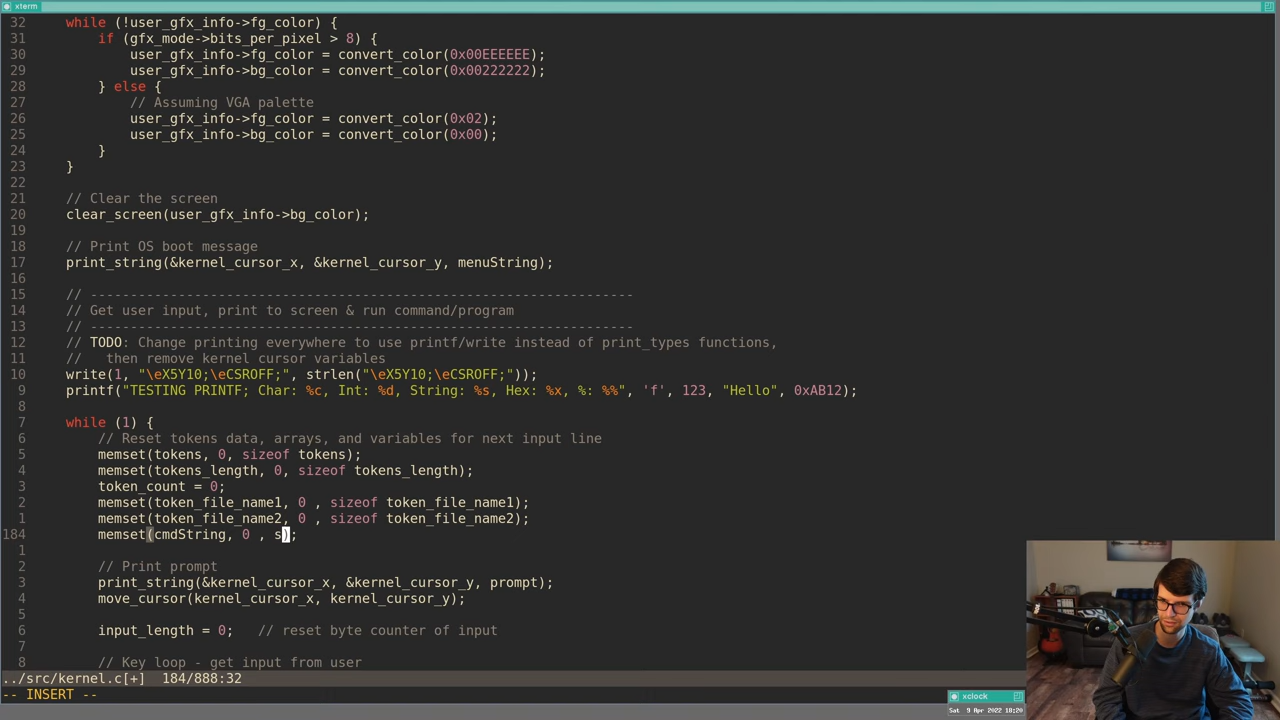 xterm
32     while (!user_gfx_info->fg_color) {
31         if (gfx_mode->bits_per_pixel > 8) {
30             user_gfx_info->fg_color = convert_color(0x00EEEEEE);
29             user_gfx_info->bg_color = convert_color(0x00222222);
28         } else {
27             // Assuming VGA palette
26             user_gfx_info->fg_color = convert_color(0x02);
25             user_gfx_info->bg_color = convert_color(0x00);
24         }
23     }
22
21     // Clear the screen
20     clear_screen(user_gfx_info->bg_color);
19
18     // Print OS boot message
17     print_string(&kernel_cursor_x, &kernel_cursor_y, menuString);
16
15     // --------------------------------------------------------------------
14     // Get user input, print to screen & run command/program
13     // --------------------------------------------------------------------
12     // TODO: Change printing everywhere to use printf/write instead of print_types functions,
11     //   then remove kernel cursor variables
10     write(1, "\eX5Y10;\eCSROFF;", strlen("\eX5Y10;\eCSROFF;"));
9     printf("TESTING PRINTF; Char: %c, Int: %d, String: %s, Hex: %x, %: %%", 'f', 123, "Hello", 0xAB12);
8
7     while (1) {
6         // Reset tokens data, arrays, and variables for next input line
5         memset(tokens, 0, sizeof tokens);
4         memset(tokens_length, 0, sizeof tokens_length);
3         token_count = 0;
2         memset(token_file_name1, 0 , sizeof token_file_name1);
1         memset(token_file_name2, 0 , sizeof token_file_name2);
184         memset(cmdString, 0 , s);
1
2         // Print prompt
3         print_string(&kernel_cursor_x, &kernel_cursor_y, prompt);
4         move_cursor(kernel_cursor_x, kernel_cursor_y);
5
6         input_length = 0;   // reset byte counter of input
7
8         // Key loop - get input from user
../src/kernel.c[+]  184/888:32
-- INSERT --
xclock
Sat  9 Apr 2022 18:20